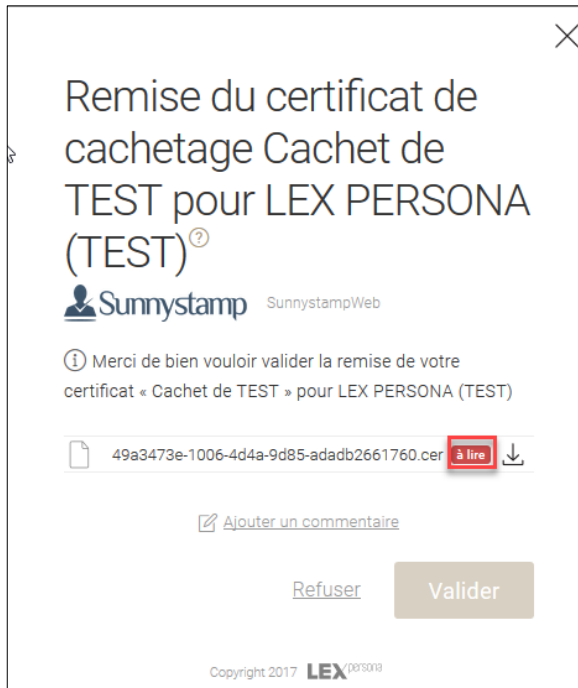 Remise du certificat de
cachetage Cachet de
TEST pour LEX PERSONA
(TEST)?
Sunnystamp SunnystampWeb
i Merci de bien vouloir valider la remise de votre
certificat « Cachet de TEST » pour LEX PERSONA (TEST)
49a3473e-1006-4d4a-9d85-adadb2661760.cer à lire
Ajouter un commentaire
Refuser Valider
Copyright 2017 LEX persona